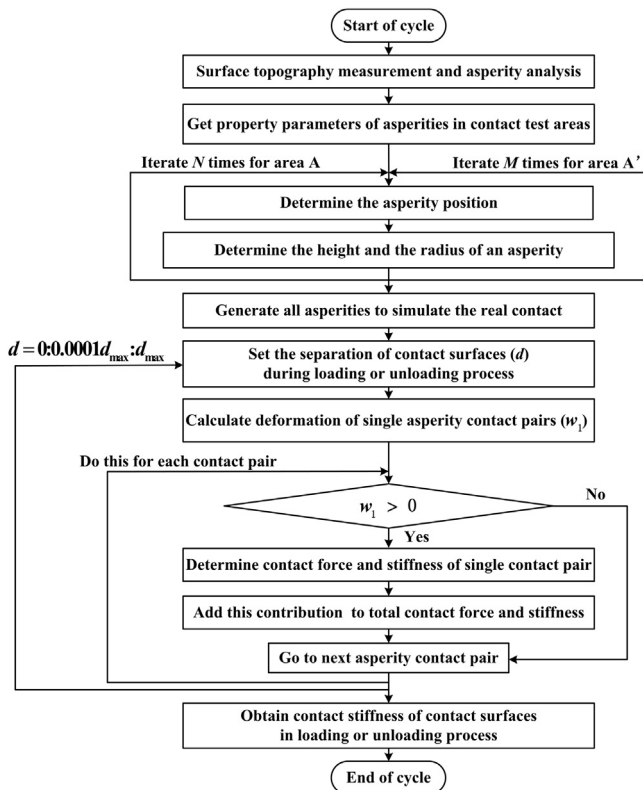 Start of cycle
Surface topography measurement and asperity analysis
Get property parameters of asperities in contact test areas
Iterate N times for area A
Iterate M times for area A'
Determine the asperity position
Determine the height and the radius of an asperity
Generate all asperities to simulate the real contact
d = 0:0.0001d_max:d_max
Set the separation of contact surfaces (d)
during loading or unloading process
Calculate deformation of single asperity contact pairs (w₁)
Do this for each contact pair
w₁ > 0
No
Yes
Determine contact force and stiffness of single contact pair
Add this contribution to total contact force and stiffness
Go to next asperity contact pair
Obtain contact stiffness of contact surfaces
in loading or unloading process
End of cycle